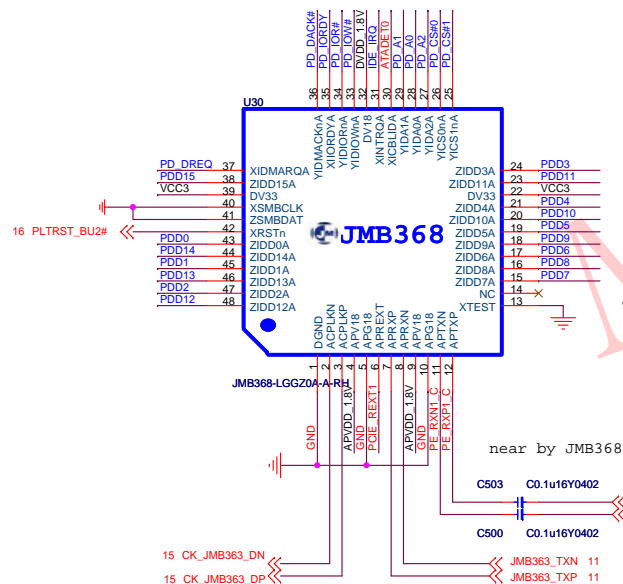 PD_DACK#
PD_IORDY
PD_IOR#
PD_IOW#
DVDD_1.8V
IDE_IRQ
ATADET0
PD_A1
PD_A0
PD_A2
PD_CS#0
PD_CS#1
36
35
34
33
32
31
30
29
28
27
26
25
U30
YIDMACKnA
XIIORDYA
YIDIORnA
YIDIOWnA
DV18
XINTRQA
XICBLIDA
YIDA1A
YIDA0A
YIDA2A
YICS0nA
YICS1nA
PD_DREQ 37 XIDMARQA
PDD15 38 ZIDD15A
VCC3 39 DV33
40 XSMBCLK
41 ZSMBDAT
16 PLTRST_BU2# 42 XRSTn
PDD0 43 ZIDD0A
PDD14 44 ZIDD14A
PDD1 45 ZIDD1A
PDD13 46 ZIDD13A
PDD2 47 ZIDD2A
PDD12 48 ZIDD12A
JMB368
ZIDD3A 24 PDD3
ZIDD11A 23 PDD11
DV33 22 VCC3
ZIDD4A 21 PDD4
ZIDD10A 20 PDD10
ZIDD5A 19 PDD5
ZIDD9A 18 PDD9
ZIDD6A 17 PDD6
ZIDD8A 16 PDD8
ZIDD7A 15 PDD7
NC 14
XTEST 13
DGND
ACPLKN
ACPLKP
APV18
APG18
APREXT
APRXP
APRXN
APV18
APG18
APTXN
APTXP
1
2
3
4
5
6
7
8
9
10
11
12
JMB368-LGGZ0A-A-RH
GND
APVDD_1.8V
GND
PCIE_REXT1
APVDD_1.8V
GND
PE_RXN1_C
PE_RXP1_C
near by JMB368
C503 C0.1u16Y0402
C500 C0.1u16Y0402
15 CK_JMB363_DN
15 CK_JMB363_DP
JMB363_TXN 11
JMB363_TXP 11